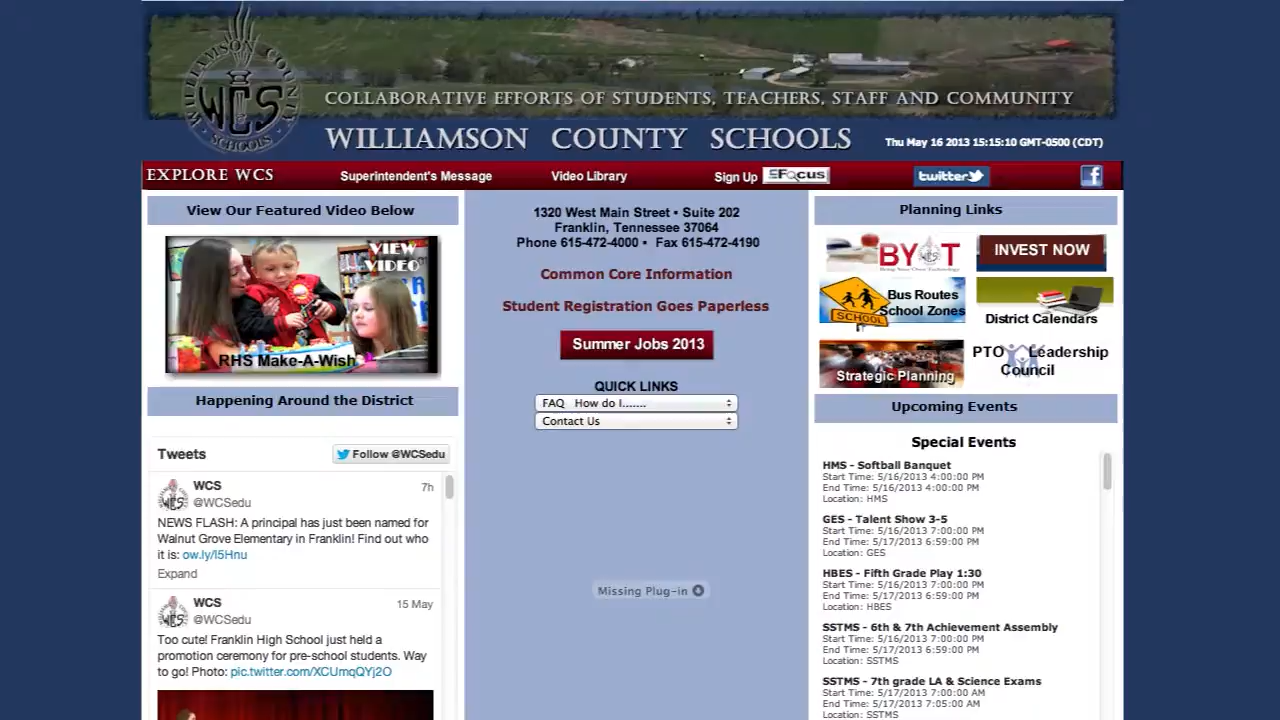 WILLIAMSON COUNTY
WCS
SCHOOLS
COLLABORATIVE EFFORTS OF STUDENTS, TEACHERS, STAFF AND COMMUNITY
WILLIAMSON COUNTY SCHOOLS
Thu May 16 2013 15:15:10 GMT-0500 (CDT)
EXPLORE WCS
Superintendent's Message
Video Library
Sign Up
Focus
twitter
f
View Our Featured Video Below
VIEW
VIDEO
RHS Make-A-Wish
Happening Around the District
Tweets
Follow @WCSedu
WCS 7h
@WCSedu
NEWS FLASH: A principal has just been named for
Walnut Grove Elementary in Franklin! Find out who
it is: ow.ly/l5Hnu
Expand
WCS 15 May
@WCSedu
Too cute! Franklin High School just held a
promotion ceremony for pre-school students. Way
to go! Photo: pic.twitter.com/XCUmqQYj2O
1320 West Main Street • Suite 202
Franklin, Tennessee 37064
Phone 615-472-4000 • Fax 615-472-4190
Common Core Information
Student Registration Goes Paperless
Summer Jobs 2013
QUICK LINKS
FAQ How do I.......
Contact Us
Missing Plug-in
Planning Links
BYOT
Bring Your Own Technology
INVEST NOW
SCHOOL
Bus Routes
School Zones
District Calendars
Strategic Planning
PTO Leadership
Council
Upcoming Events
Special Events
HMS - Softball Banquet
Start Time: 5/16/2013 4:00:00 PM
End Time: 5/16/2013 4:00:00 PM
Location: HMS
GES - Talent Show 3-5
Start Time: 5/16/2013 7:00:00 PM
End Time: 5/17/2013 6:59:00 PM
Location: GES
HBES - Fifth Grade Play 1:30
Start Time: 5/16/2013 7:00:00 PM
End Time: 5/17/2013 6:59:00 PM
Location: HBES
SSTMS - 6th & 7th Achievement Assembly
Start Time: 5/16/2013 7:00:00 PM
End Time: 5/17/2013 6:59:00 PM
Location: SSTMS
SSTMS - 7th grade LA & Science Exams
Start Time: 5/17/2013 7:00:00 AM
End Time: 5/17/2013 7:05:00 AM
Location: SSTMS